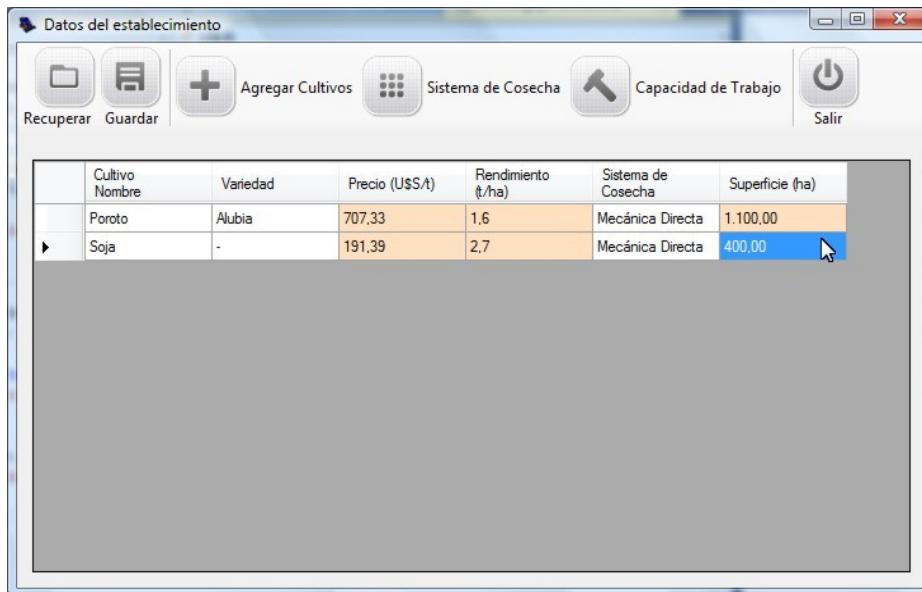 Datos del establecimiento
Agregar Cultivos Sistema de Cosecha Capacidad de Trabajo
Recuperar Guardar Salir
Cultivo Nombre Variedad Precio (U$S/t) Rendimiento (t/ha) Sistema de Cosecha Superficie (ha)
Poroto Alubia 707,33 1,6 Mecánica Directa 1.100,00
Soja - 191,39 2,7 Mecánica Directa 400,00